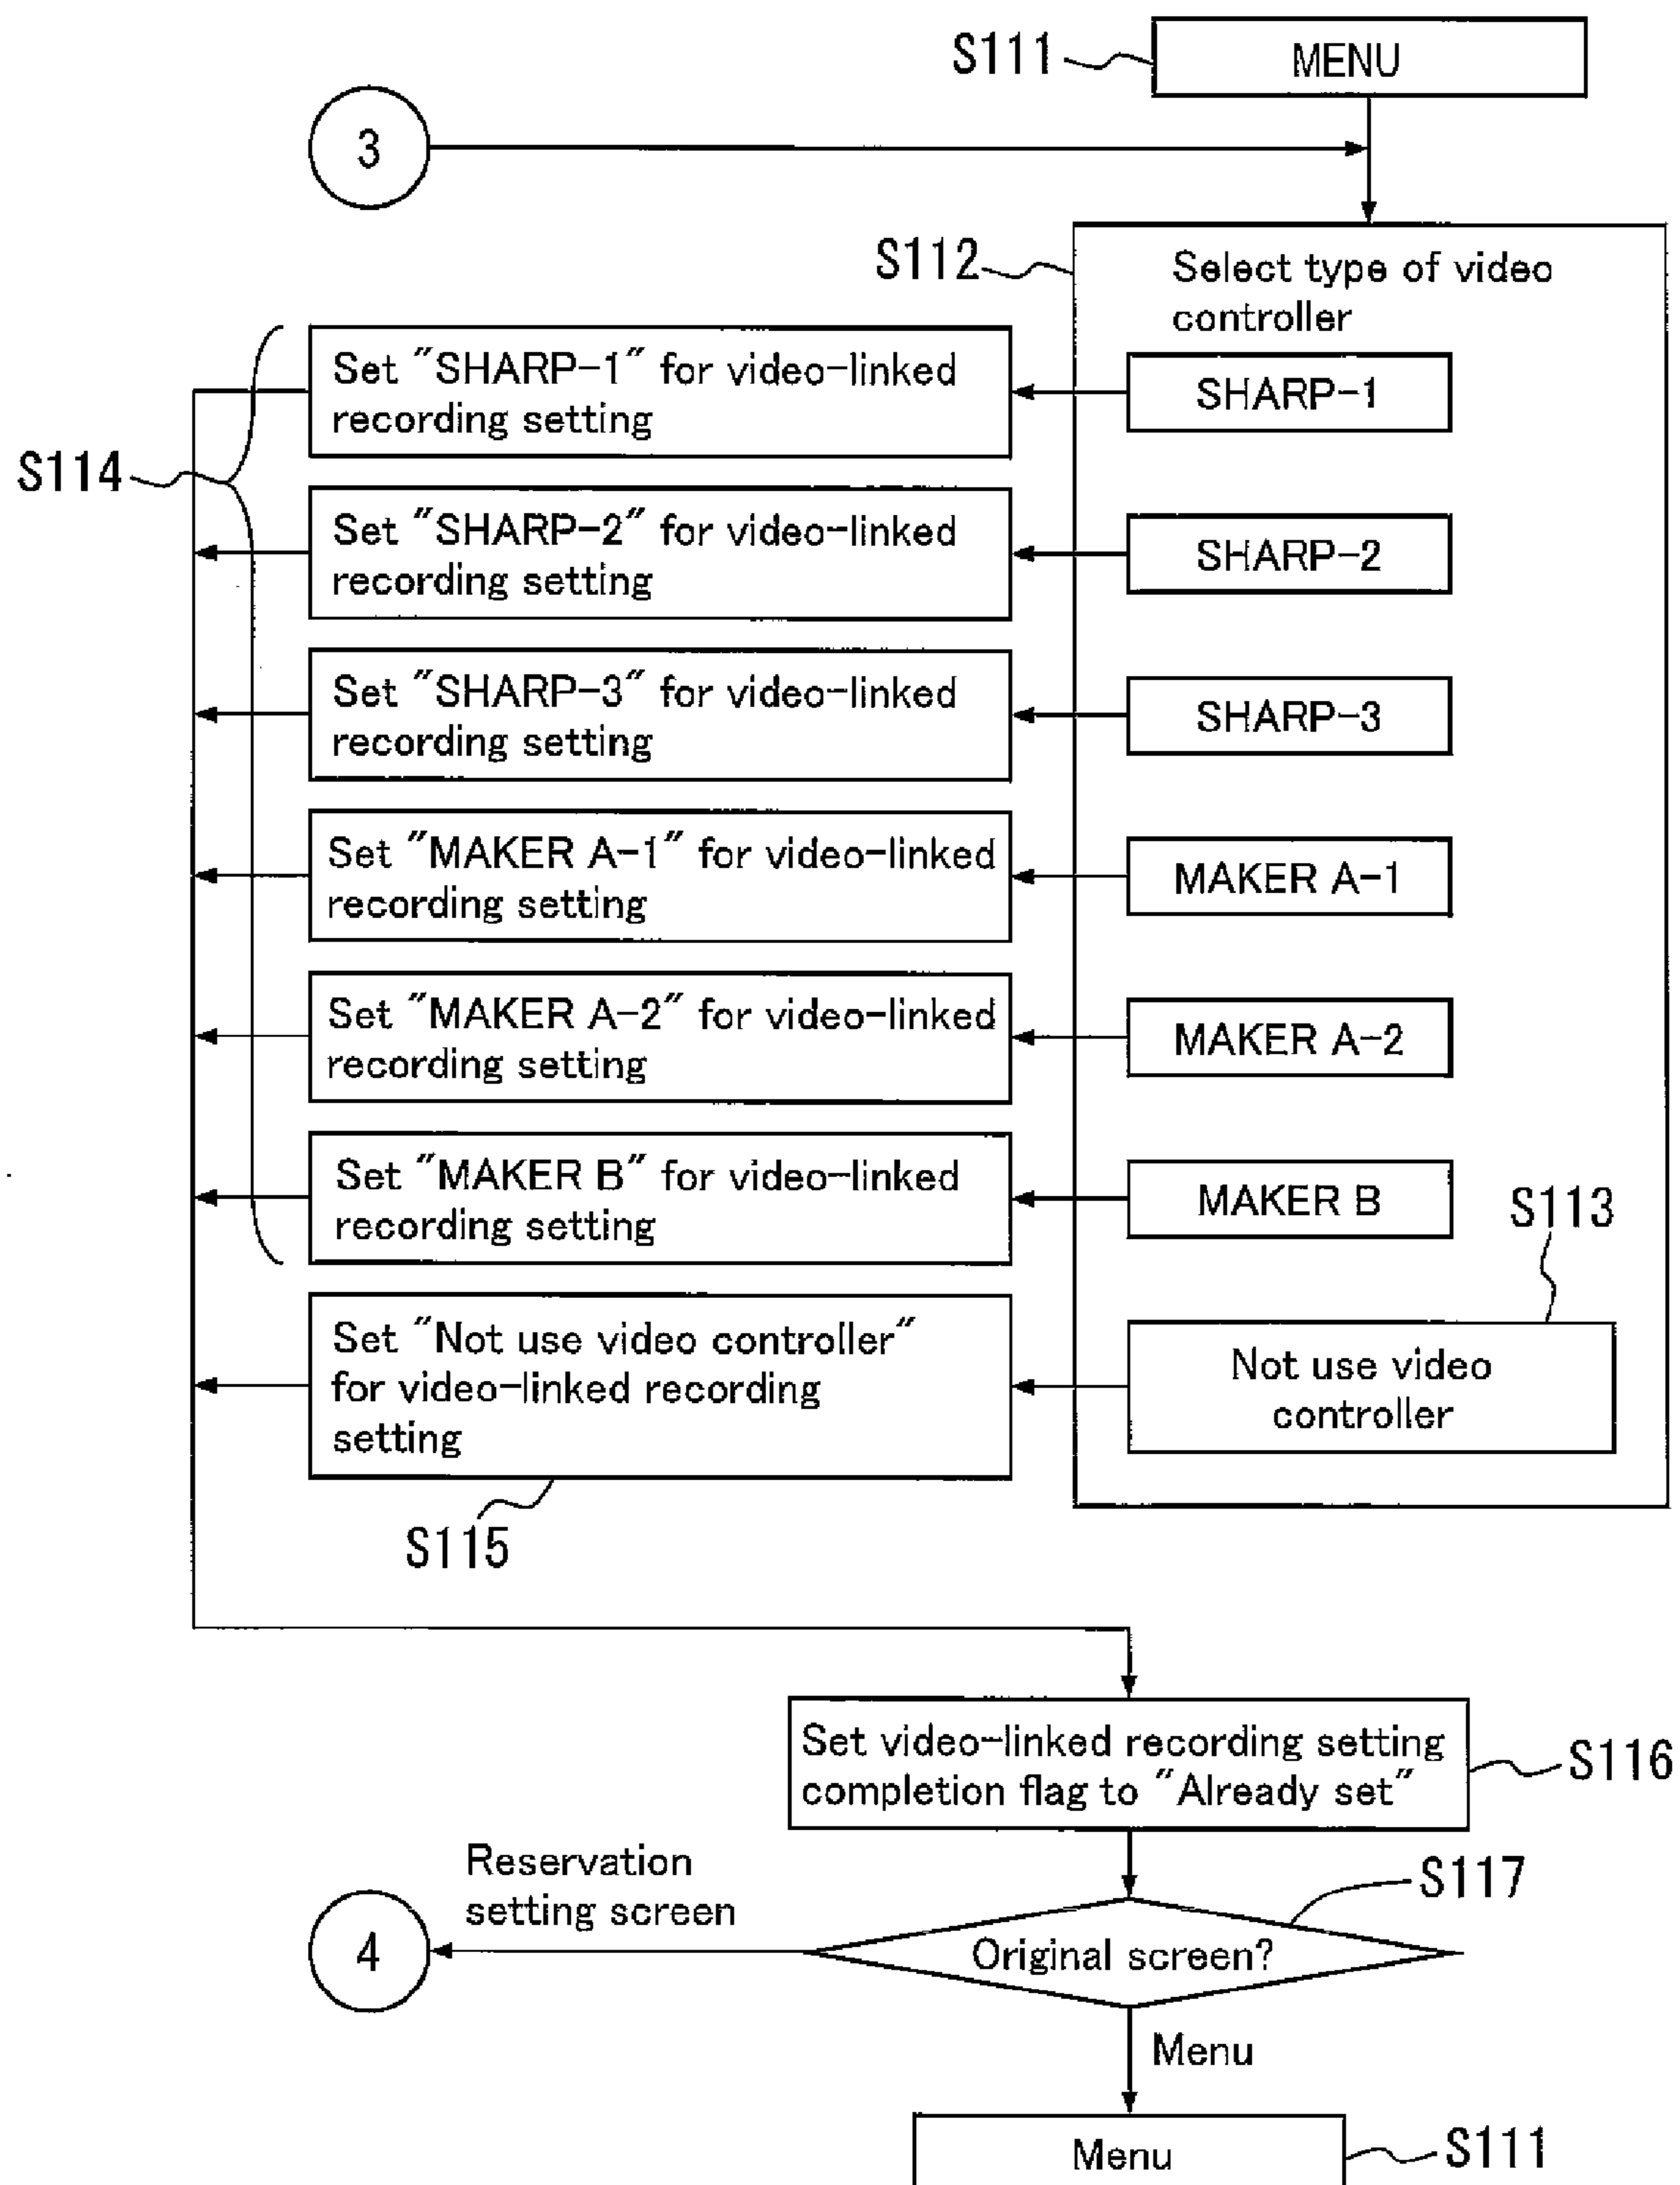 S111
MENU
3
S112
Select type of video
controller
Set "SHARP-1" for video-linked
recording setting
SHARP-1
S114
Set "SHARP-2" for video-linked
recording setting
SHARP-2
Set "SHARP-3" for video-linked
recording setting
SHARP-3
Set "MAKER A-1" for video-linked
recording setting
MAKER A-1
Set "MAKER A-2" for video-linked
recording setting
MAKER A-2
Set "MAKER B" for video-linked
recording setting
MAKER B
S113
Set "Not use video controller"
for video-linked recording
setting
Not use video
controller
S115
Set video-linked recording setting
completion flag to "Already set"
S116
Reservation
setting screen
S117
4
Original screen?
Menu
Menu
S111